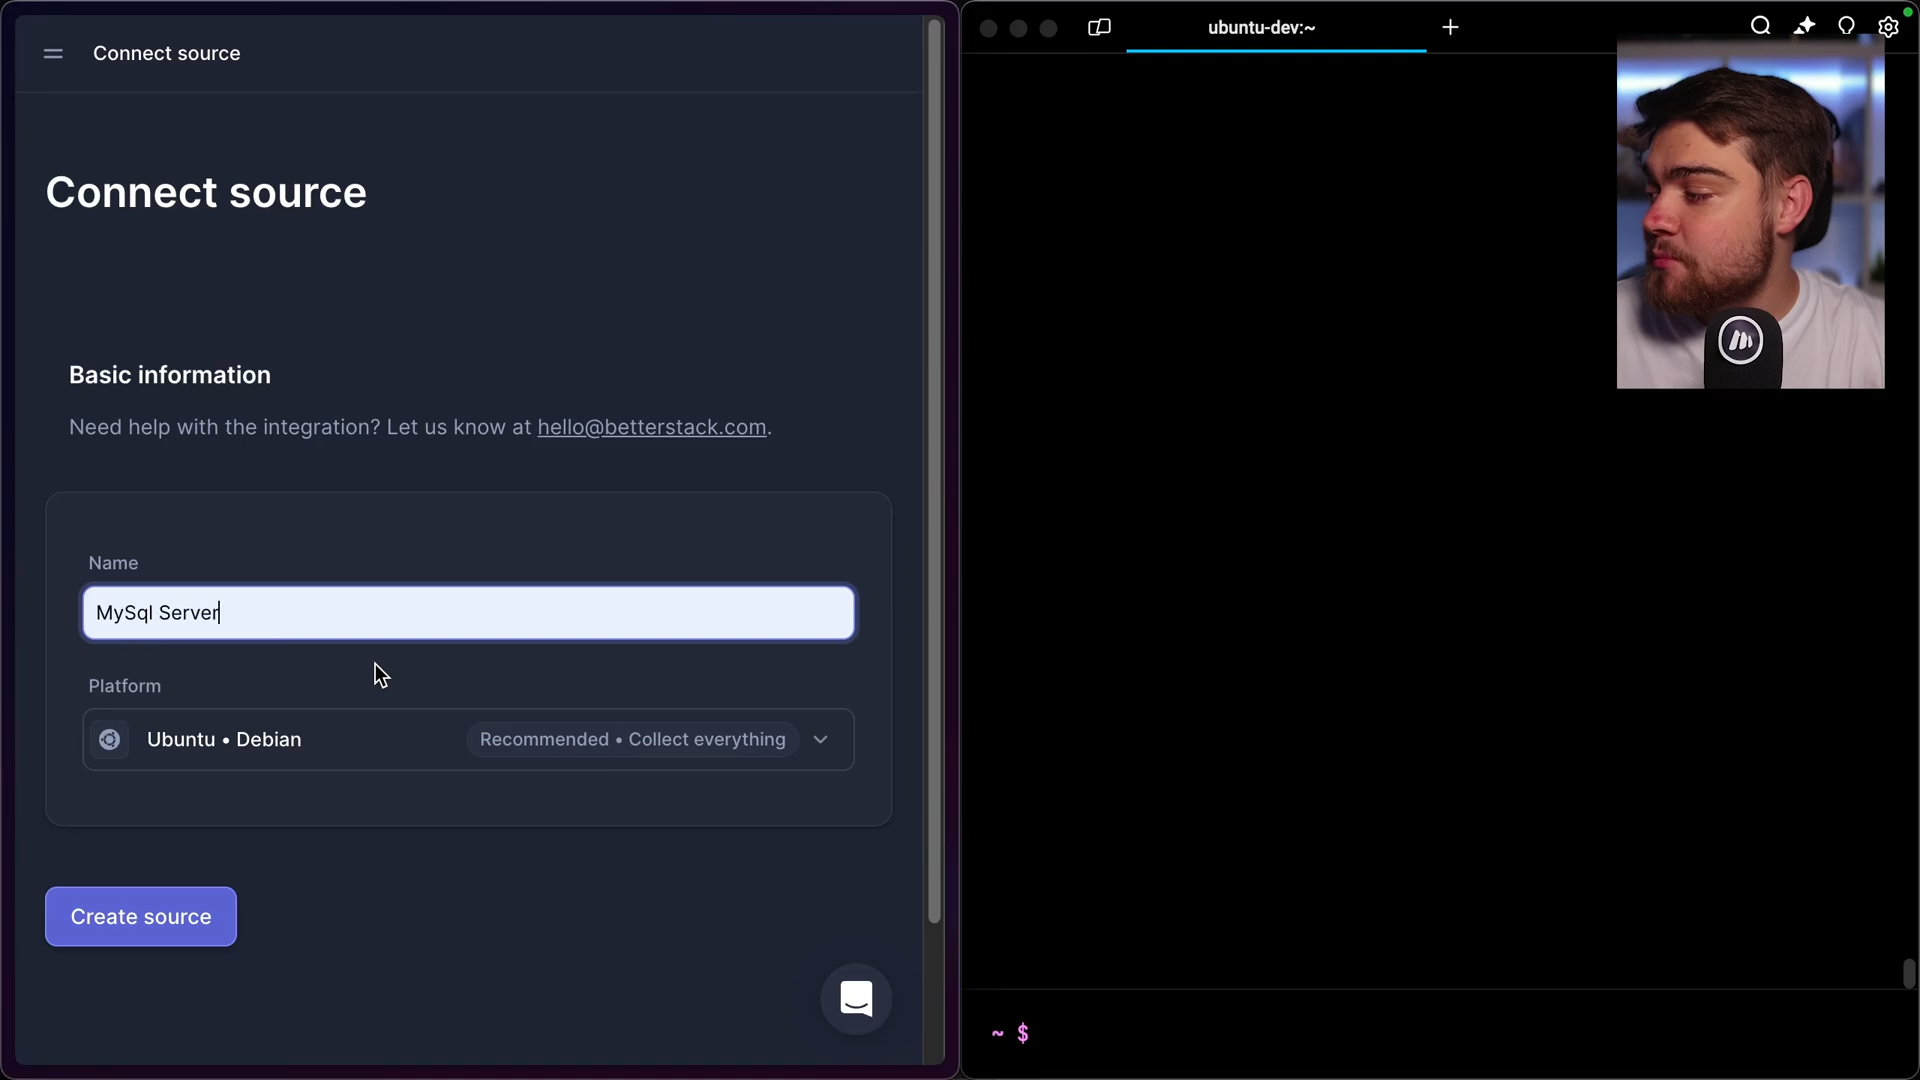 Connect source
Connect source
Basic information
Need help with the integration? Let us know at hello@betterstack.com.
Name
MySql Server
Platform
Ubuntu • Debian
Recommended • Collect everything
Create source
ubuntu-dev:~
~ $